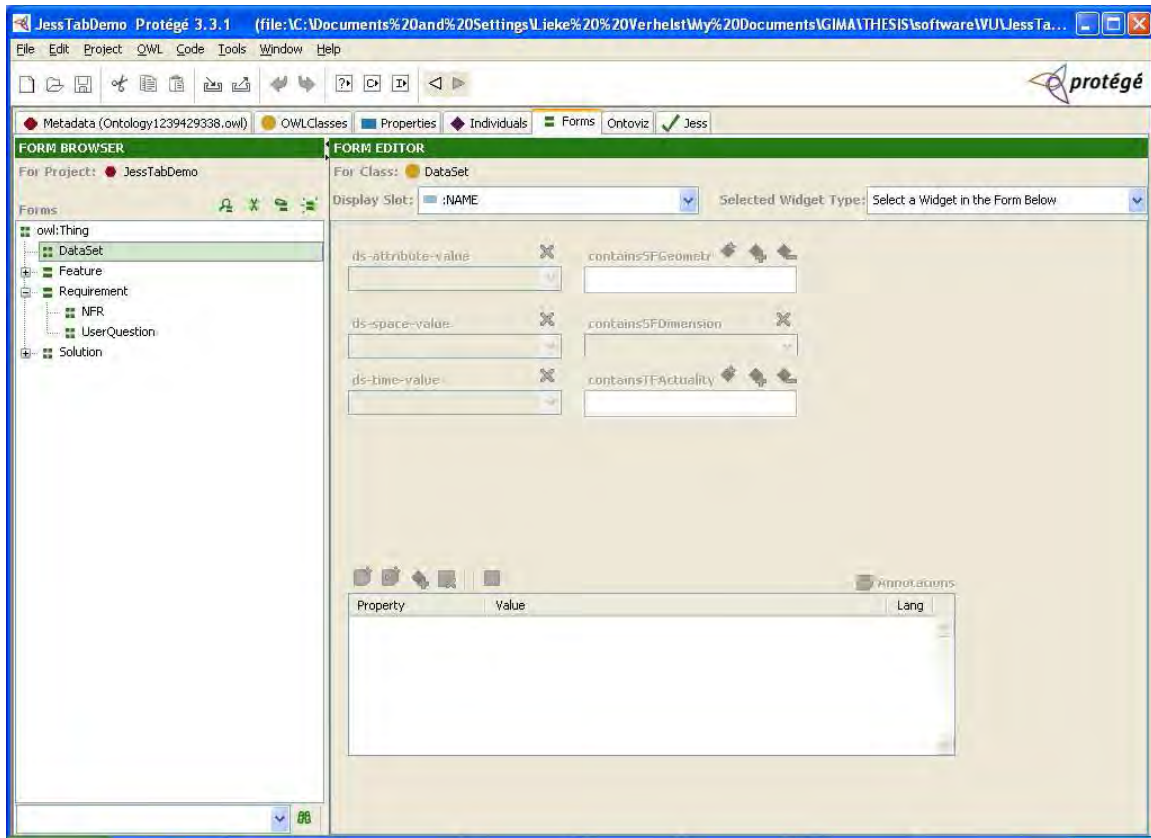 JessTabDemo Protégé 3.3.1 (file:\C:\Documents%20and%20Settings\Lieke%20%20Verhelst\My%20Documents\GIMA\THESIS\software\WU\JessTa...
File Edit Project OWL Code Tools Window Help
protégé
Metadata (Ontology1239429338.owl) OWLClasses Properties Individuals Forms Ontoviz Jess
FORM BROWSER
For Project: JessTabDemo
Forms
owl:Thing
DataSet
Feature
Requirement
NFR
UserQuestion
Solution
FORM EDITOR
For Class: DataSet
Display Slot: :NAME
Selected Widget Type: Select a Widget in the Form Below
ds-attribute-value
containsSFGeometr
ds-space-value
containsSFDimension
ds-time-value
containsTFActuality
Annotations
Property Value Lang